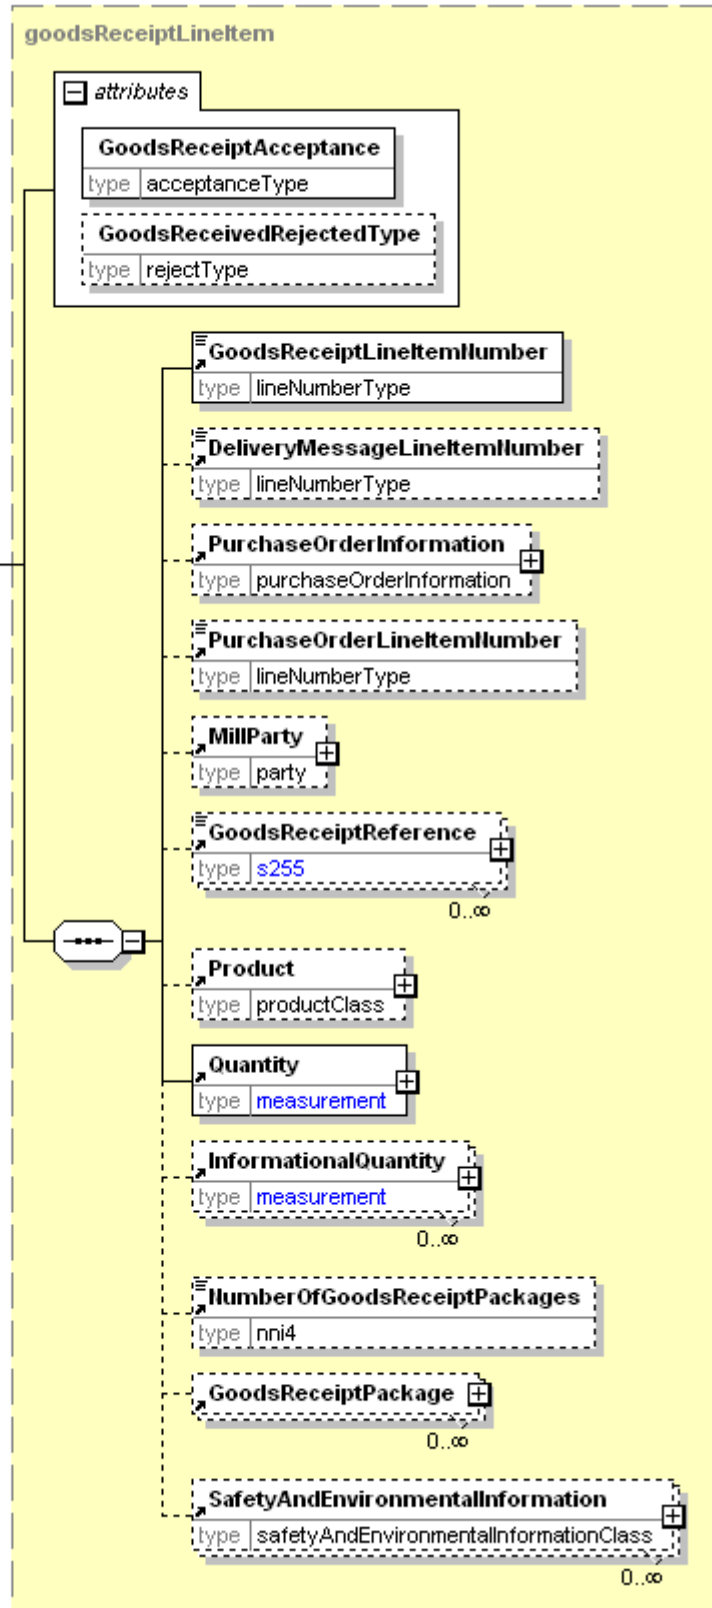 goodsReceiptLineItem
attributes
GoodsReceiptAcceptance
type acceptanceType
GoodsReceivedRejectedType
type rejectType
GoodsReceiptLineItemNumber
type lineNumberType
DeliveryMessageLineItemNumber
type lineNumberType
PurchaseOrderInformation
type purchaseOrderInformation
PurchaseOrderLineItemNumber
type lineNumberType
MillParty
type party
GoodsReceiptReference
type s255
0..∞
Product
type productClass
Quantity
type measurement
InformationalQuantity
type measurement
0..∞
NumberOfGoodsReceiptPackages
type nni4
GoodsReceiptPackage
0..∞
SafetyAndEnvironmentalInformation
type safetyAndEnvironmentalInformationClass
0..∞